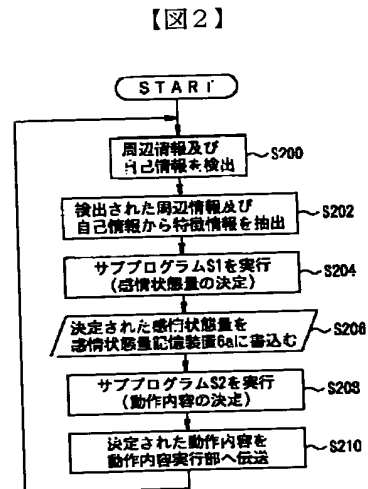 【図２】
START
周辺情報及び
自己情報を検出
S200
検出された周辺情報及び
自己情報から特徴情報を抽出
S202
サブプログラムS1を実行
(感情状態量の決定)
S204
決定された感情状態量を
感情状態量記憶装置6aに書込む
S206
サブプログラムS2を実行
(動作内容の決定)
S208
決定された動作内容を
動作内容実行部へ伝送
S210